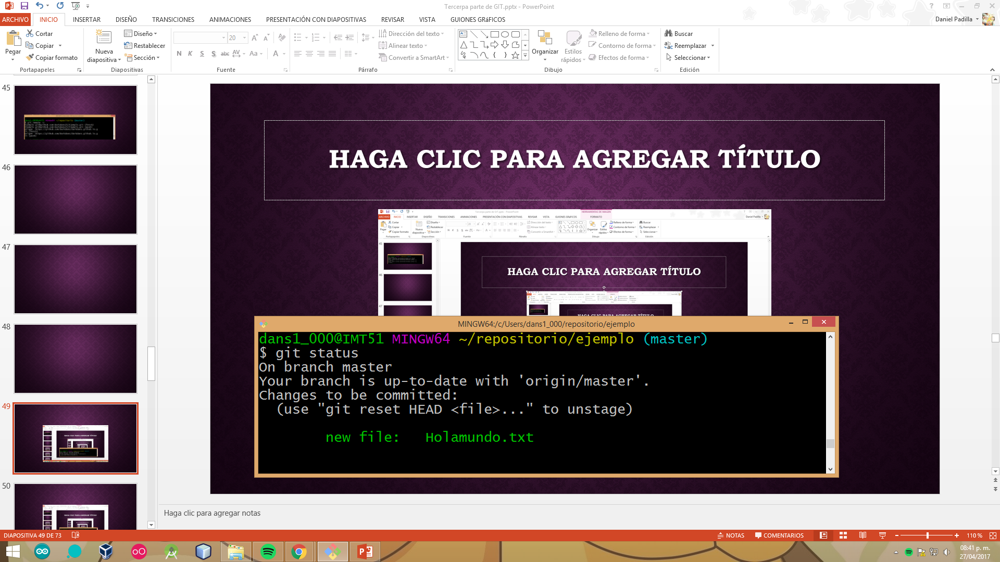 Tercerpa parte de GIT.pptx - PowerPoint
ARCHIVO INICIO INSERTAR DISEÑO TRANSICIONES ANIMACIONES PRESENTACIÓN CON DIAPOSITIVAS REVISAR VISTA GUIONES GRáFICOS
Daniel Padilla
Pegar
Cortar
Copiar
Copiar formato
Portapapeles
Nueva diapositiva
Diseño
Restablecer
Sección
Diapositivas
20
N K S S abc AV Aa A
Fuente
Dirección del texto
Alinear texto
Convertir a SmartArt
Párrafo
Organizar
Estilos rápidos
Relleno de forma
Contorno de forma
Efectos de forma
Dibujo
Buscar
Reemplazar
Seleccionar
Edición
45
46
47
48
49
50
HAGA CLIC PARA AGREGAR TÍTULO
HAGA CLIC PARA AGREGAR TÍTULO
MINGW64:/c/Users/dans1_000/repositorio/ejemplo
dans1_000@IMT51 MINGW64 ~/repositorio/ejemplo (master)
$ git status
On branch master
Your branch is up-to-date with 'origin/master'.
Changes to be committed:
(use "git reset HEAD <file>..." to unstage)
new file: Holamundo.txt
Haga clic para agregar notas
DIAPOSITIVA 49 DE 73
NOTAS COMENTARIOS 110 %
08:41 p. m.
27/04/2017